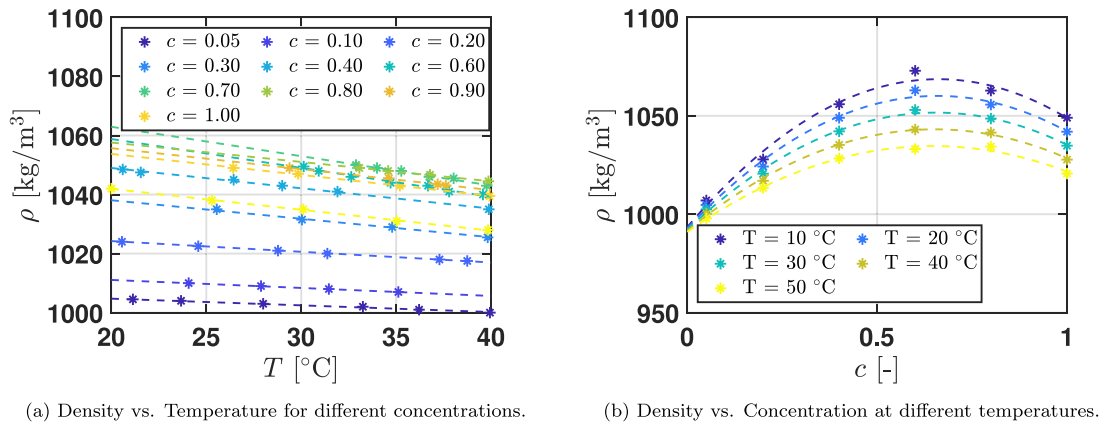 1100
1080
1060
1040
1020
1000
ρ [kg/m³]
c = 0.05 c = 0.10 c = 0.20
c = 0.30 c = 0.40 c = 0.60
c = 0.70 c = 0.80 c = 0.90
c = 1.00
20 25 30 35 40
T [°C]
(a) Density vs. Temperature for different concentrations.
1100
1050
1000
950
ρ [kg/m³]
T = 10 °C T = 20 °C
T = 30 °C T = 40 °C
T = 50 °C
0 0.5 1
c [-]
(b) Density vs. Concentration at different temperatures.